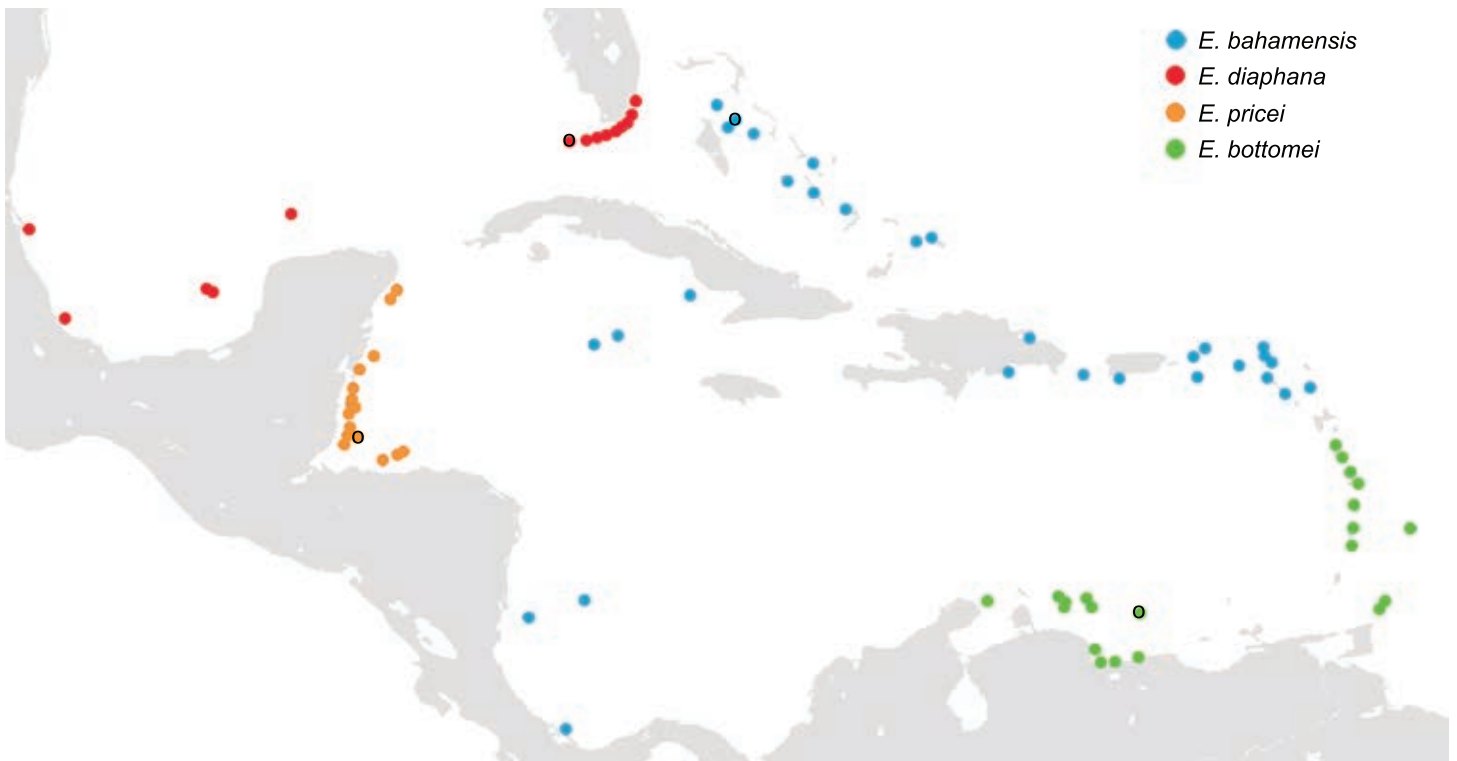 E. bahamensis
E. diaphana
E. pricei
E. bottomei
o
o
o
o